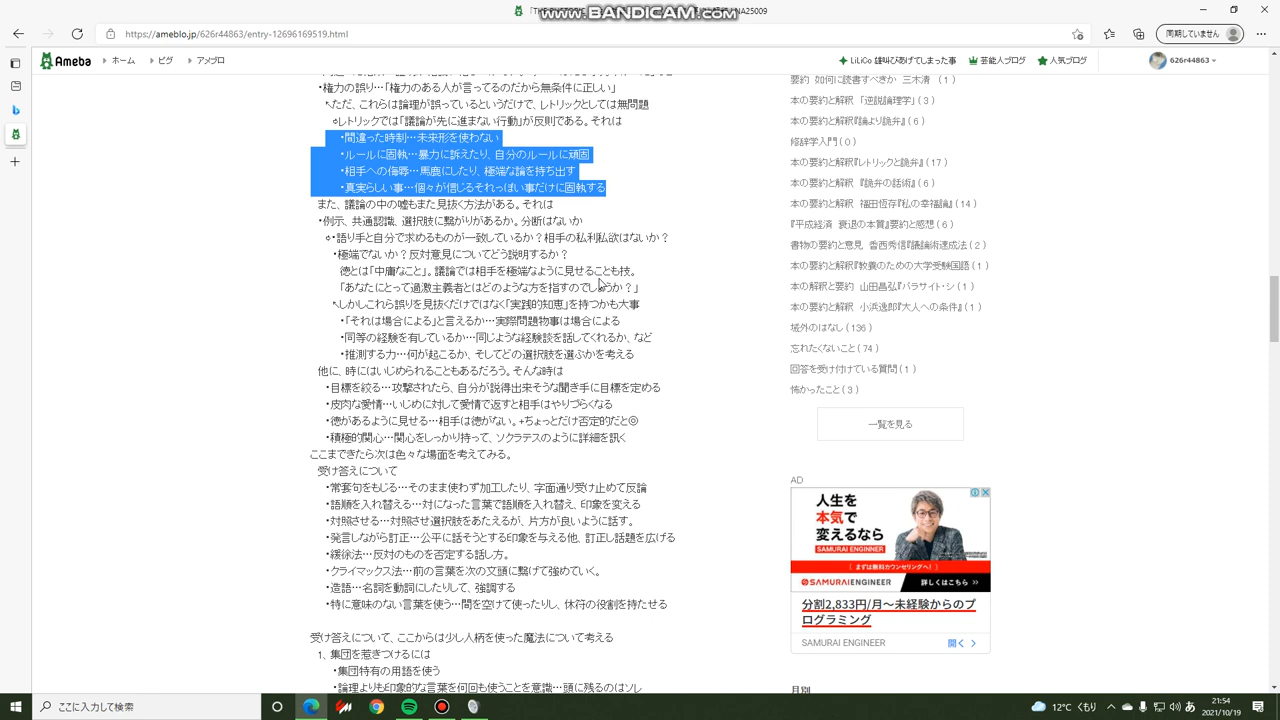 www.BANDICAM.com
https://ameblo.jp/626r44863/entry-12696169519.html
同期していません
Ameba
ホーム
ピグ
アメブロ
LiLiCo 雄叫びあげてしまった事
芸能人ブログ
人気ブログ
626r44863
・権力の誤り…「権力のある人が言ってるのだから無条件に正しい」
↖ただ、これらは論理が誤っているというだけで、レトリックとしては無問題
⇔レトリックでは「議論が先に進まない行動」が反則である。それは
・間違った時制…未来形を使わない
・ルールに固執…暴力に訴えたり、自分のルールに頑固
・相手への侮辱…馬鹿にしたり、極端な論を持ち出す
・真実らしい事…個々が信じるそれっぽい事だけに固執する
また、議論の中の嘘もまた見抜く方法がある。それは
・例示、共通認識、選択肢に繋がりがあるか。分断はないか
⇔・語り手と自分で求めるものが一致しているか？相手の私利私欲はないか？
・極端でないか？反対意見についてどう説明するか？
徳とは「中庸なこと」。議論では相手を極端なように見せることも技。
「あなたにとって過激主義者とはどのような方を指すのでしょうか？」
↖しかしこれら誤りを見抜くだけではなく「実践的知恵」を持つかも大事
・「それは場合による」と言えるか…実際問題物事は場合による
・同等の経験を有しているか…同じような経験談を話してくれるか、など
・推測する力…何が起こるか、そしてどの選択肢を選ぶかを考える
他に、時にはいじめられることもあるだろう。そんな時は
・目標を絞る…攻撃されたら、自分が説得出来そうな聞き手に目標を定める
・皮肉な愛情…いじめに対して愛情で返すと相手はやりづらくなる
・徳があるように見せる…相手は徳がない。+ちょっとだけ否定的だと◎
・積極的関心…関心をしっかり持って、ソクラテスのように詳細を訊く
ここまできたら次は色々な場面を考えてみる。
受け答えについて
・常套句をもじる…そのまま使わず加工したり、字面通り受け止めて反論
・語順を入れ替える…対になった言葉で語順を入れ替え、印象を変える
・対照させる…対照させ選択肢をあたえるが、片方が良いように話す。
・発言しながら訂正…公平に話そうとする印象を与える他、訂正し話題を広げる
・緩徐法…反対のものを否定する話し方。
・クライマックス法…前の言葉を次の文頭に繋げて強めていく。
・造語…名詞を動詞にしたりして、強調する
・特に意味のない言葉を使う…間を空けて使ったりし、休符の役割を持たせる
受け答えについて、ここからは少し人柄を使った魔法について考える
1、集団を惹きつけるには
・集団特有の用語を使う
・論理よりも印象的な言葉を何回も使うことを意識…頭に残るのはソレ
要約　如何に読書すべきか　三木清 ( 1 )
本の要約と解釈　「逆説論理学」 ( 3 )
本の要約と解釈『論より詭弁』 ( 6 )
修辞学入門 ( 0 )
本の要約と解釈『レトリックと詭弁』 ( 17 )
本の要約と解釈　『詭弁の話術』 ( 6 )
本の要約と解釈　福田恆存『私の幸福論』 ( 14 )
『平成経済　衰退の本質』要約と感想 ( 6 )
書物の要約と意見　香西秀信『議論術速成法 ( 2 )
本の要約と解釈『教養のための大学受験国語 ( 1 )
本の解釈と要約　山田昌弘『パラサイト・シ ( 1 )
本の要約と解釈　小浜逸郎『大人への条件』 ( 1 )
域外のはなし ( 136 )
忘れたくないこと ( 74 )
回答を受け付けている質問 ( 1 )
怖かったこと ( 3 )
一覧を見る
AD
人生を
本気で
変えるなら
SAMURAI ENGINEER
[ まずは無料カウンセリングへ! ]
SAMURAI ENGINEER
詳しくはこちら >>
分割2,833円/月～未経験からのプ
ログラミング
SAMURAI ENGINEER
開く
月別
ここに入力して検索
12°C くもり
21:54
2021/10/19